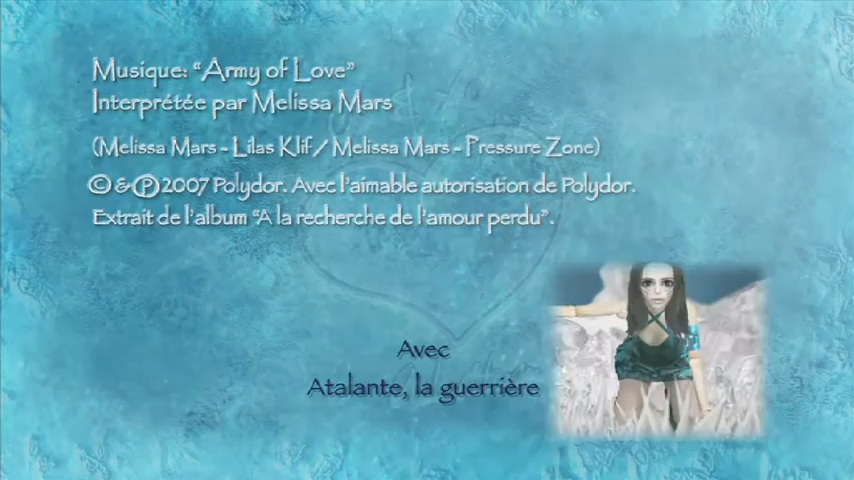 Musique: “Army of Love”
Interprétée par Melissa Mars
(Melissa Mars - Lilas Klif / Melissa Mars - Pressure Zone)
© & ℗ 2007 Polydor. Avec l’aimable autorisation de Polydor.
Extrait de l’album “A la recherche de l’amour perdu”.
Avec
Atalante, la guerrière